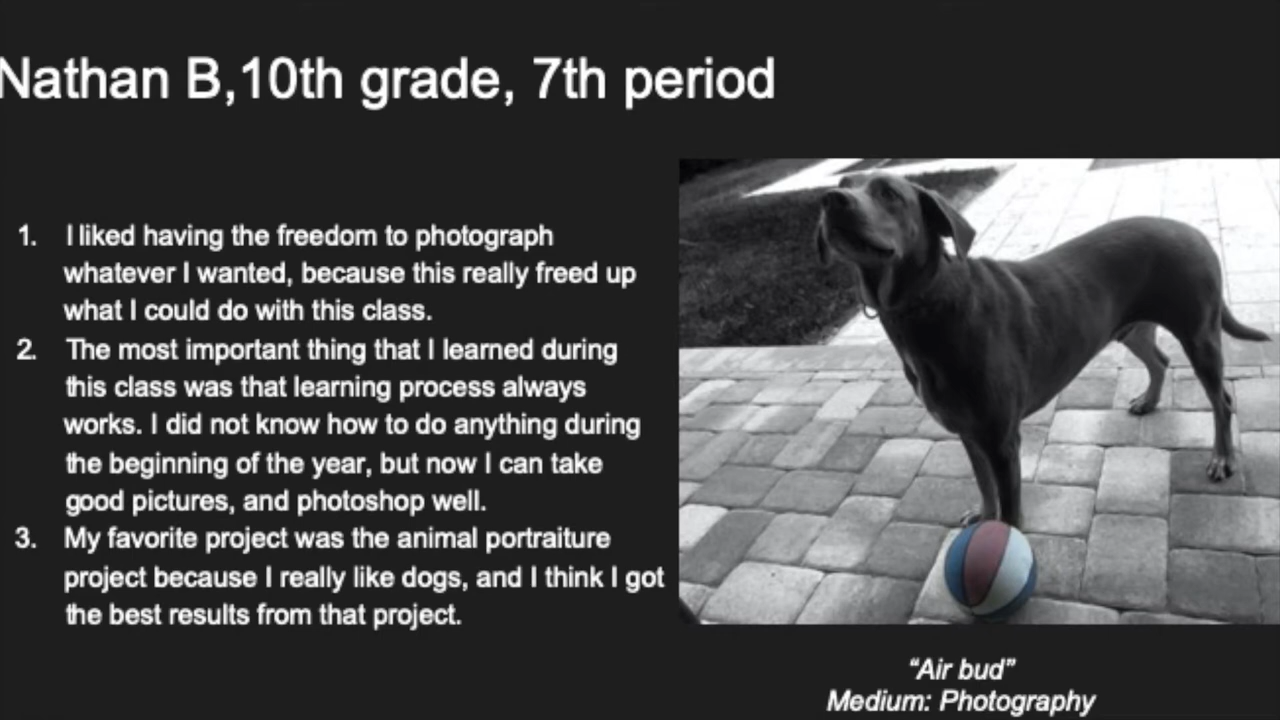 Nathan B,10th grade, 7th period
1. I liked having the freedom to photograph
whatever I wanted, because this really freed up
what I could do with this class.
2. The most important thing that I learned during
this class was that learning process always
works. I did not know how to do anything during
the beginning of the year, but now I can take
good pictures, and photoshop well.
3. My favorite project was the animal portraiture
project because I really like dogs, and I think I got
the best results from that project.
“Air bud”
Medium: Photography